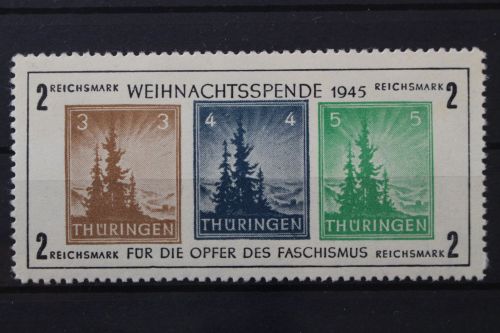 2 REICHSMARK WEIHNACHTSSPENDE 1945 REICHSMARK 2
3 3 4 4 5 5
THÜRINGEN THÜRINGEN THÜRINGEN
2 REICHSMARK FÜR DIE OPFER DES FASCHISMUS REICHSMARK 2